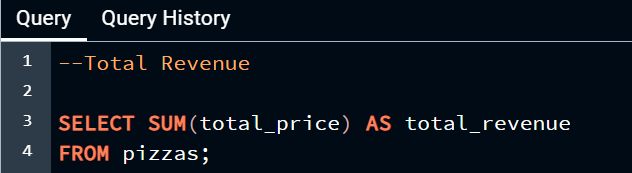 Query Query History
1 --Total Revenue
2
3 SELECT SUM(total_price) AS total_revenue
4 FROM pizzas;